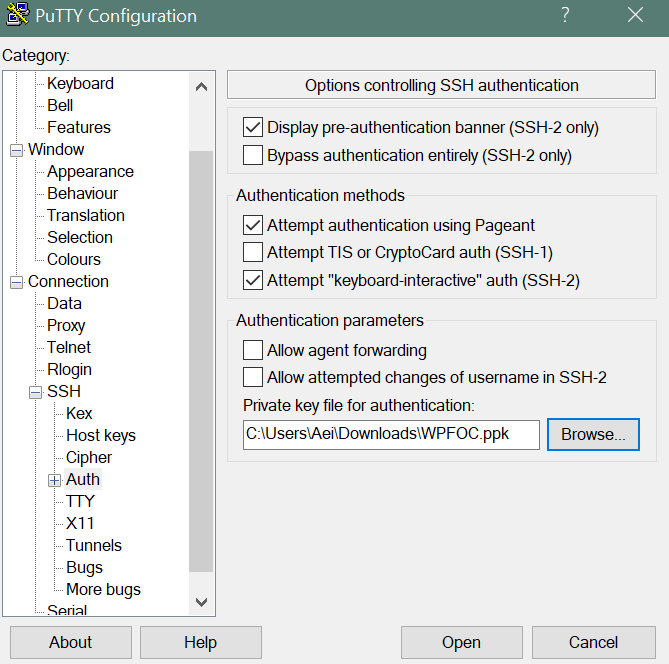 PuTTY Configuration
?
Category:
Keyboard
Bell
Features
Window
Appearance
Behaviour
Translation
Selection
Colours
Connection
Data
Proxy
Telnet
Rlogin
SSH
Kex
Host keys
Cipher
Auth
TTY
X11
Tunnels
Bugs
More bugs
Serial
Options controlling SSH authentication
Display pre-authentication banner (SSH-2 only)
Bypass authentication entirely (SSH-2 only)
Authentication methods
Attempt authentication using Pageant
Attempt TIS or CryptoCard auth (SSH-1)
Attempt "keyboard-interactive" auth (SSH-2)
Authentication parameters
Allow agent forwarding
Allow attempted changes of username in SSH-2
Private key file for authentication:
C:\Users\Aei\Downloads\WPFOC.ppk
Browse...
About
Help
Open
Cancel